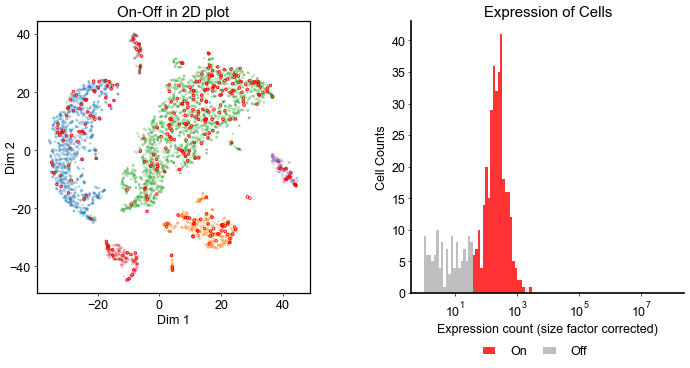 On-Off in 2D plot
Dim 2
40
20
0
−20
−40
−20
0
20
40
Dim 1
Expression of Cells
Cell Counts
40
35
30
25
20
15
10
5
0
10^1
10^3
10^5
10^7
Expression count (size factor corrected)
On
Off